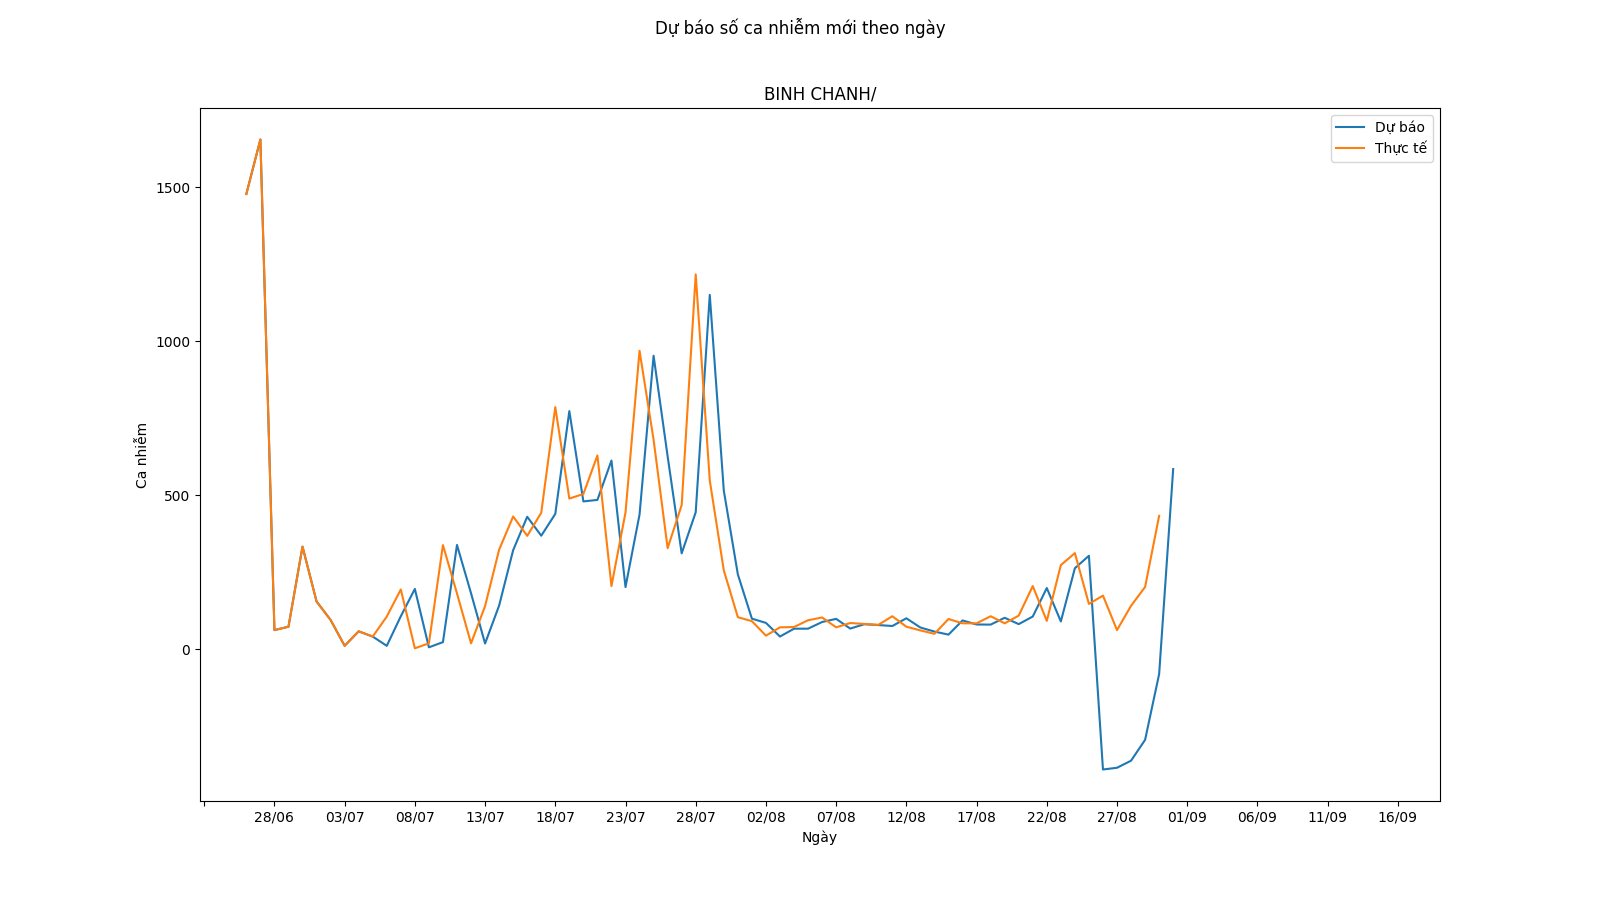 Dự báo số ca nhiễm mới theo ngày
BINH CHANH/
Dự báo
Thực tế
1500
1000
500
0
Ca nhiễm
28/06 03/07 08/07 13/07 18/07 23/07 28/07 02/08 07/08 12/08 17/08 22/08 27/08 01/09 06/09 11/09 16/09
Ngày